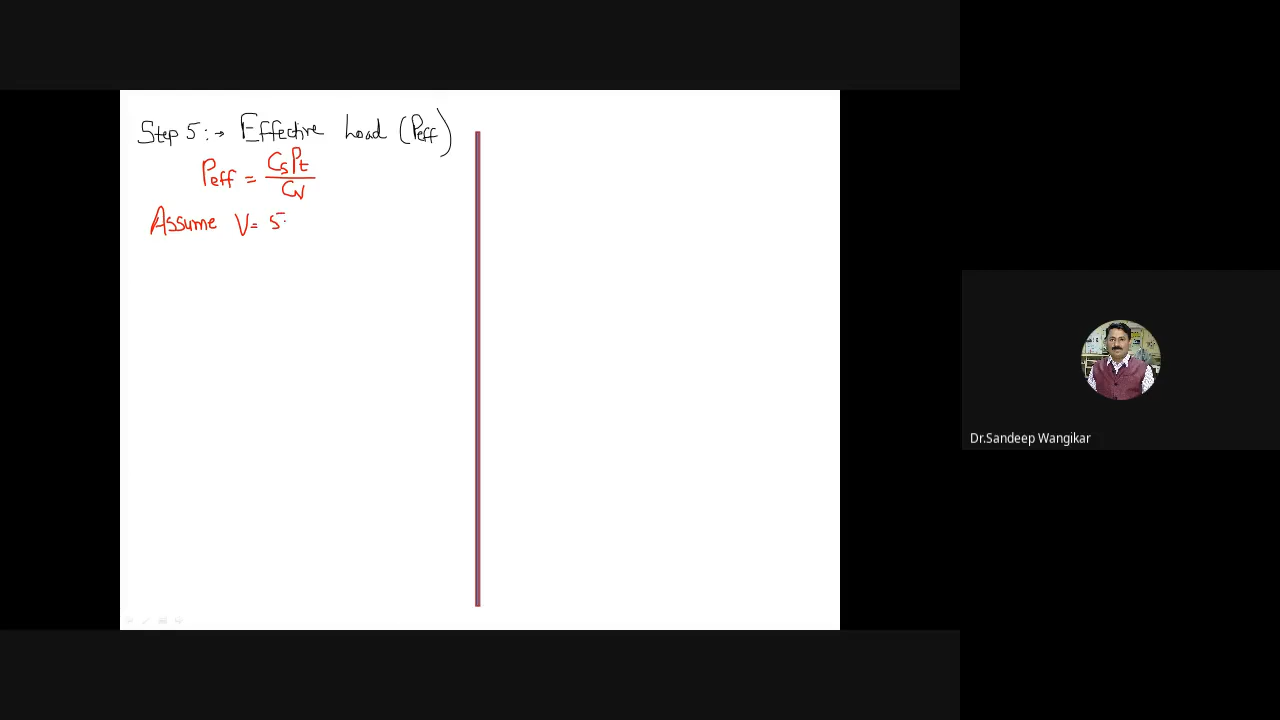 Step 5:→ Effective Load (Peff)
Peff = CsPt / Cv
Assume V= 5
Dr.Sandeep Wangikar